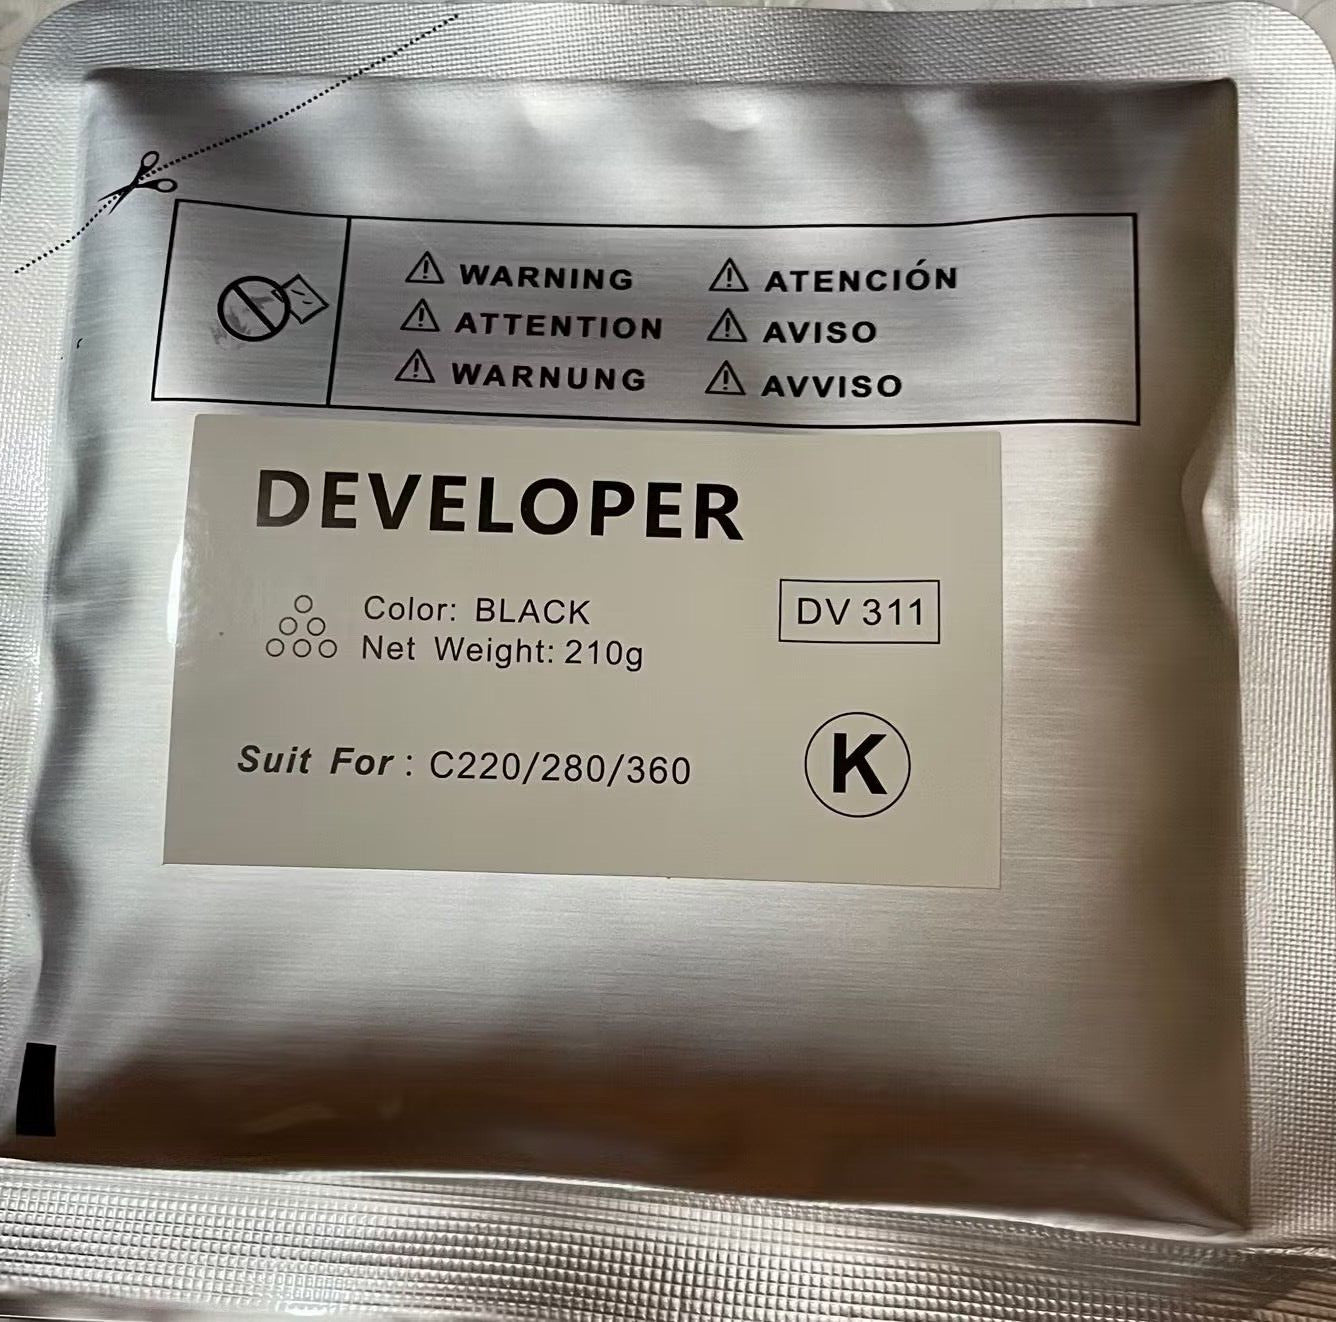 WARNING ATENCIÓN
ATTENTION AVISO
WARNUNG AVVISO
DEVELOPER
Color: BLACK
Net Weight: 210g
DV 311
Suit For : C220/280/360
K